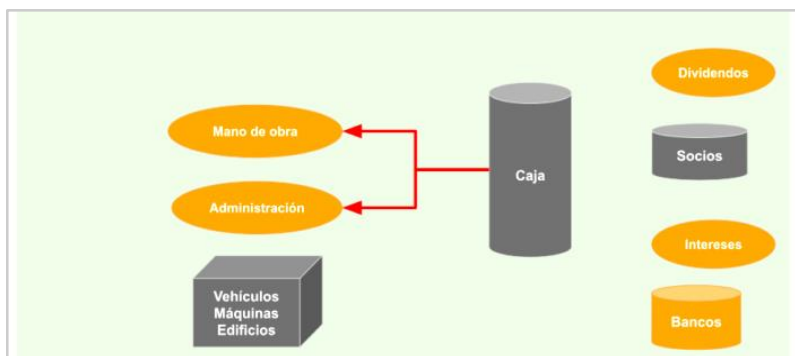 Dividendos
Mano de obra
Socios
Caja
Administración
Intereses
Vehículos
Máquinas
Edificios
Bancos